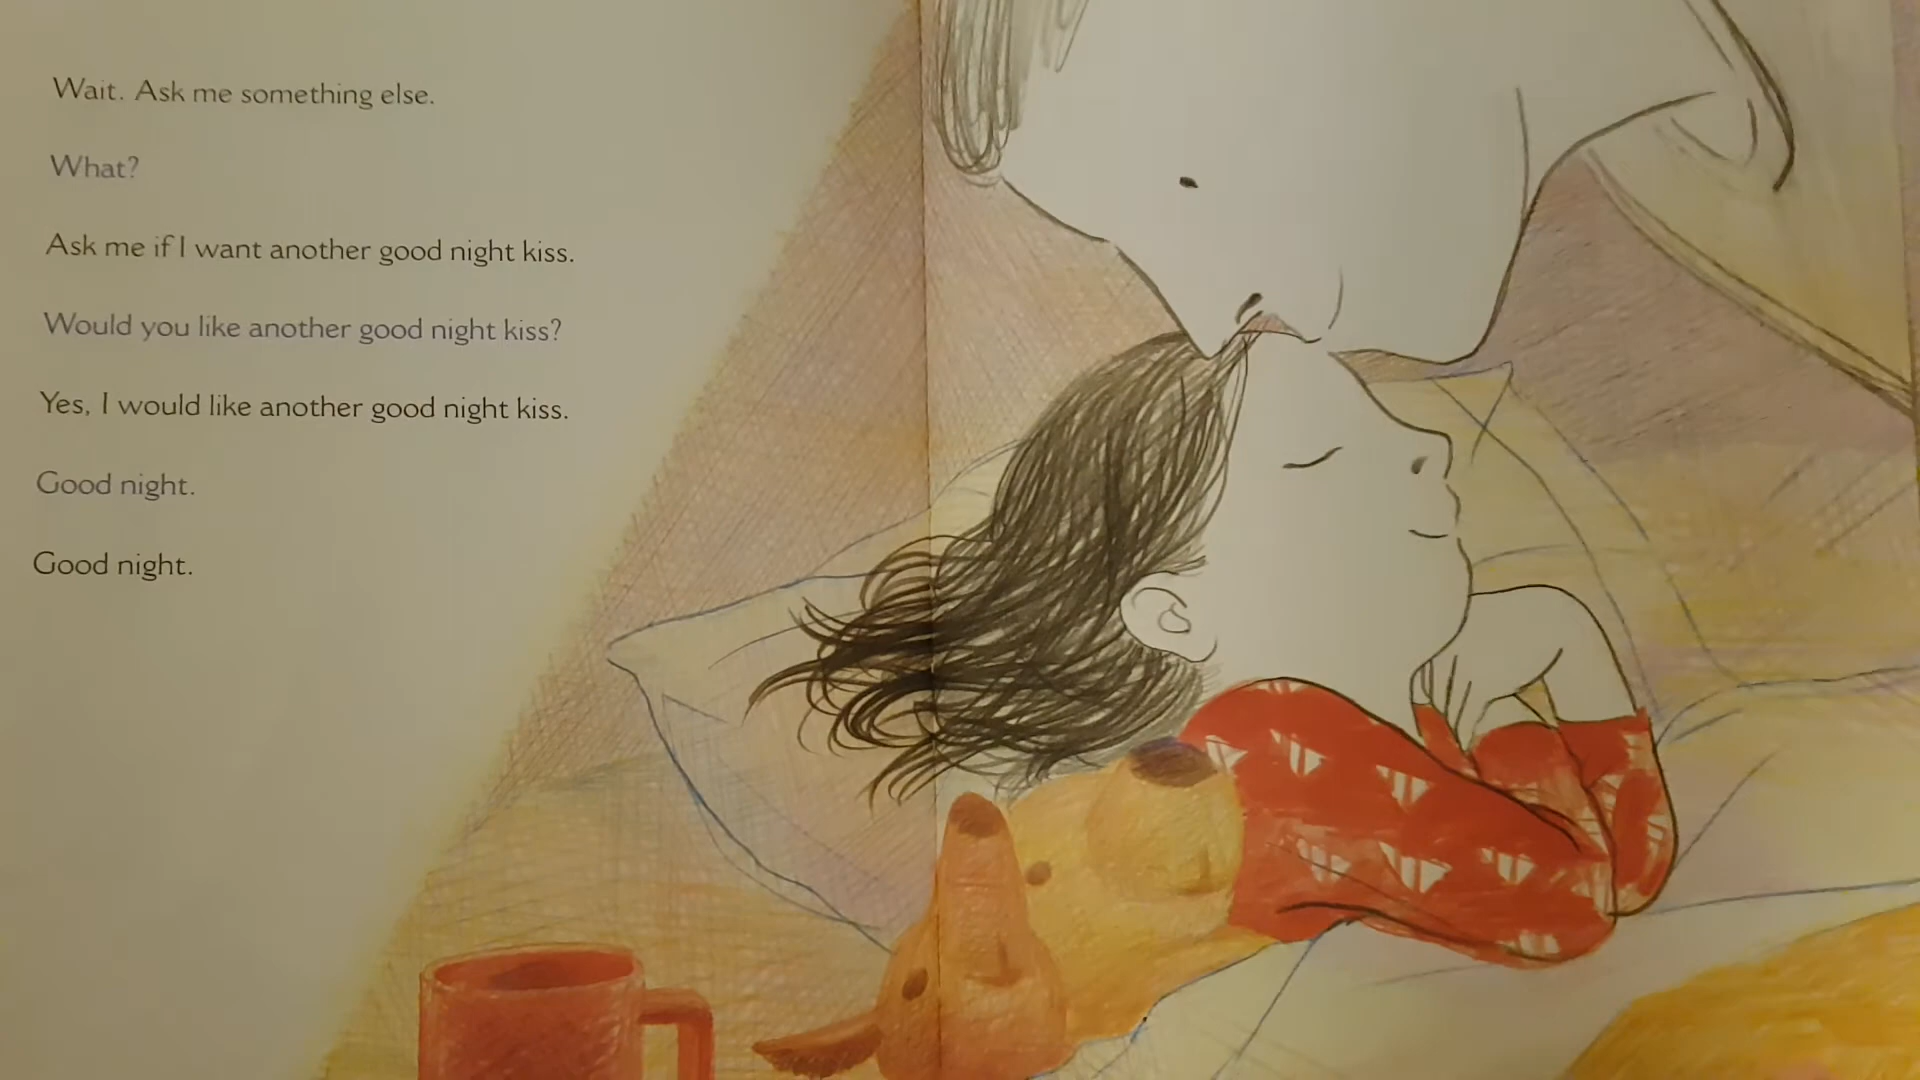 Wait. Ask me something else.
What?
Ask me if I want another good night kiss.
Would you like another good night kiss?
Yes, I would like another good night kiss.
Good night.
Good night.